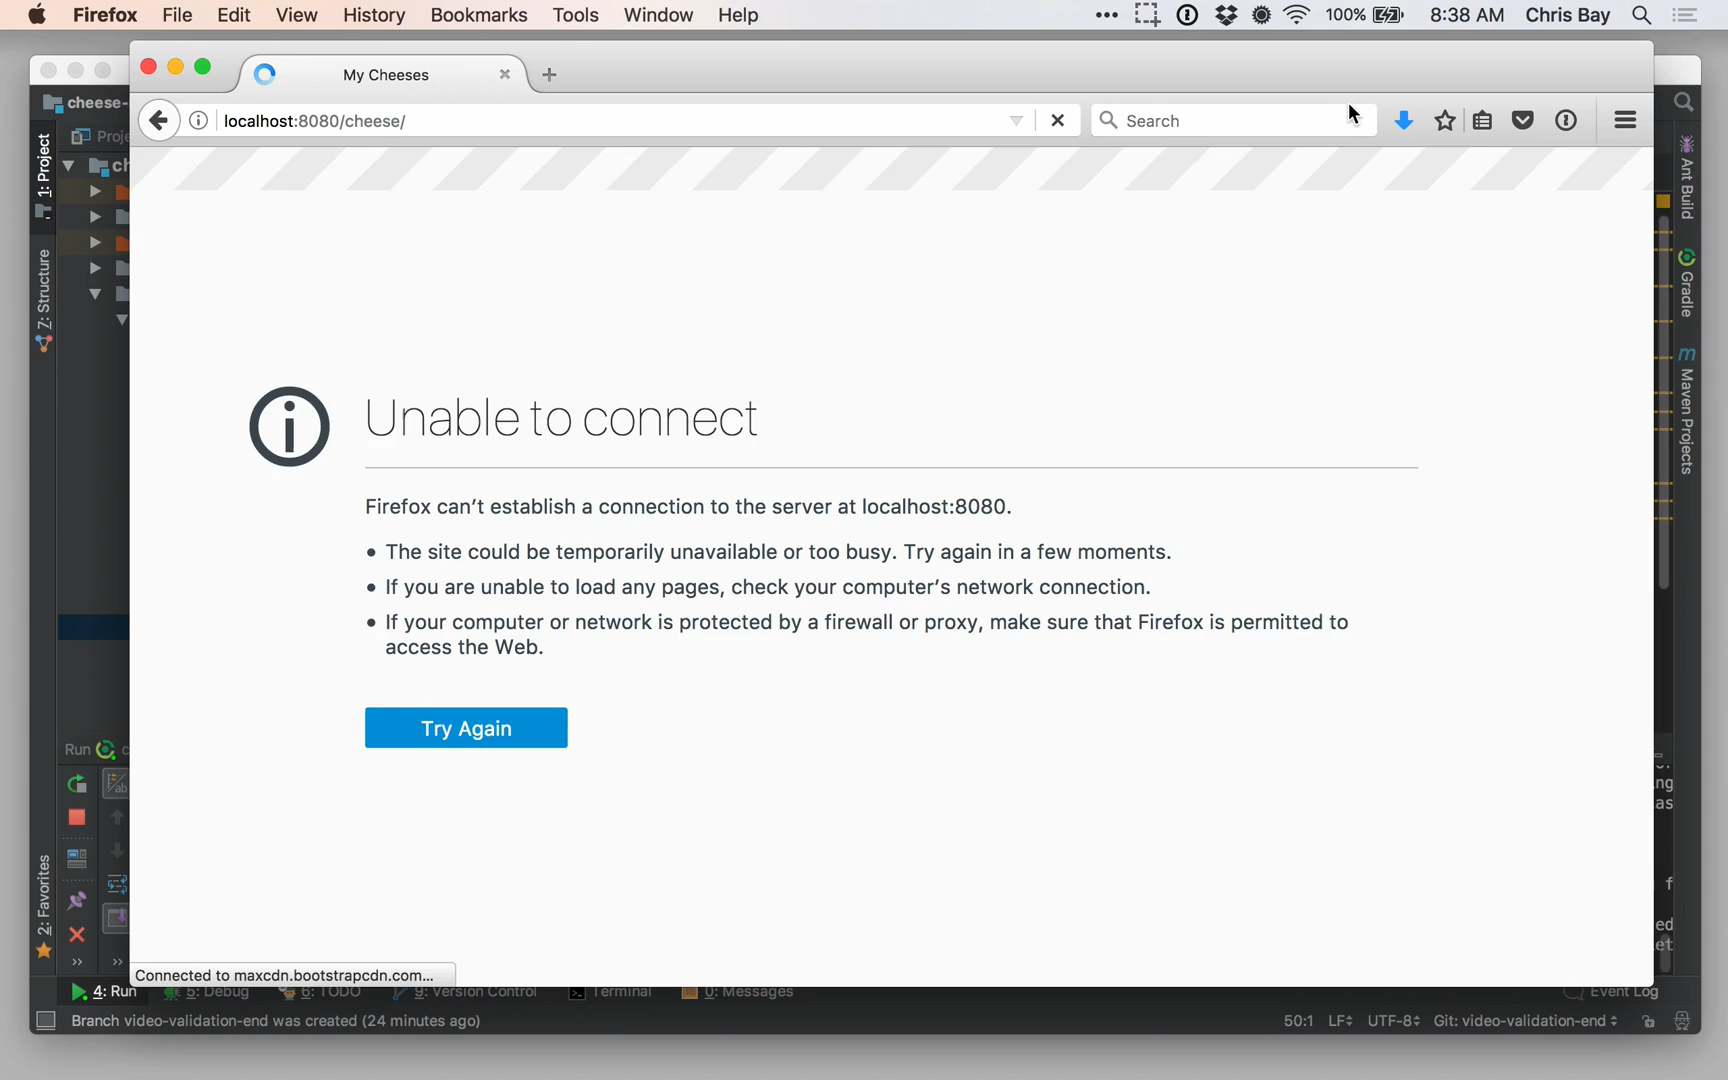 Firefox File Edit View History Bookmarks Tools Window Help 100% 8:38 AM Chris Bay
My Cheeses
localhost:8080/cheese/ Search
cheese-
Proje
1: Project
ch
Z: Structure
2: Favorites
Ant Build
Gradle
m Maven Projects
Unable to connect
Firefox can’t establish a connection to the server at localhost:8080.
• The site could be temporarily unavailable or too busy. Try again in a few moments.
• If you are unable to load any pages, check your computer’s network connection.
• If your computer or network is protected by a firewall or proxy, make sure that Firefox is permitted to
access the Web.
Try Again
Run c
Connected to maxcdn.bootstrapcdn.com...
4: Run 5: Debug 6: TODO 9: Version Control Terminal 0: Messages Event Log
Branch video-validation-end was created (24 minutes ago) 50:1 LF UTF-8 Git: video-validation-end